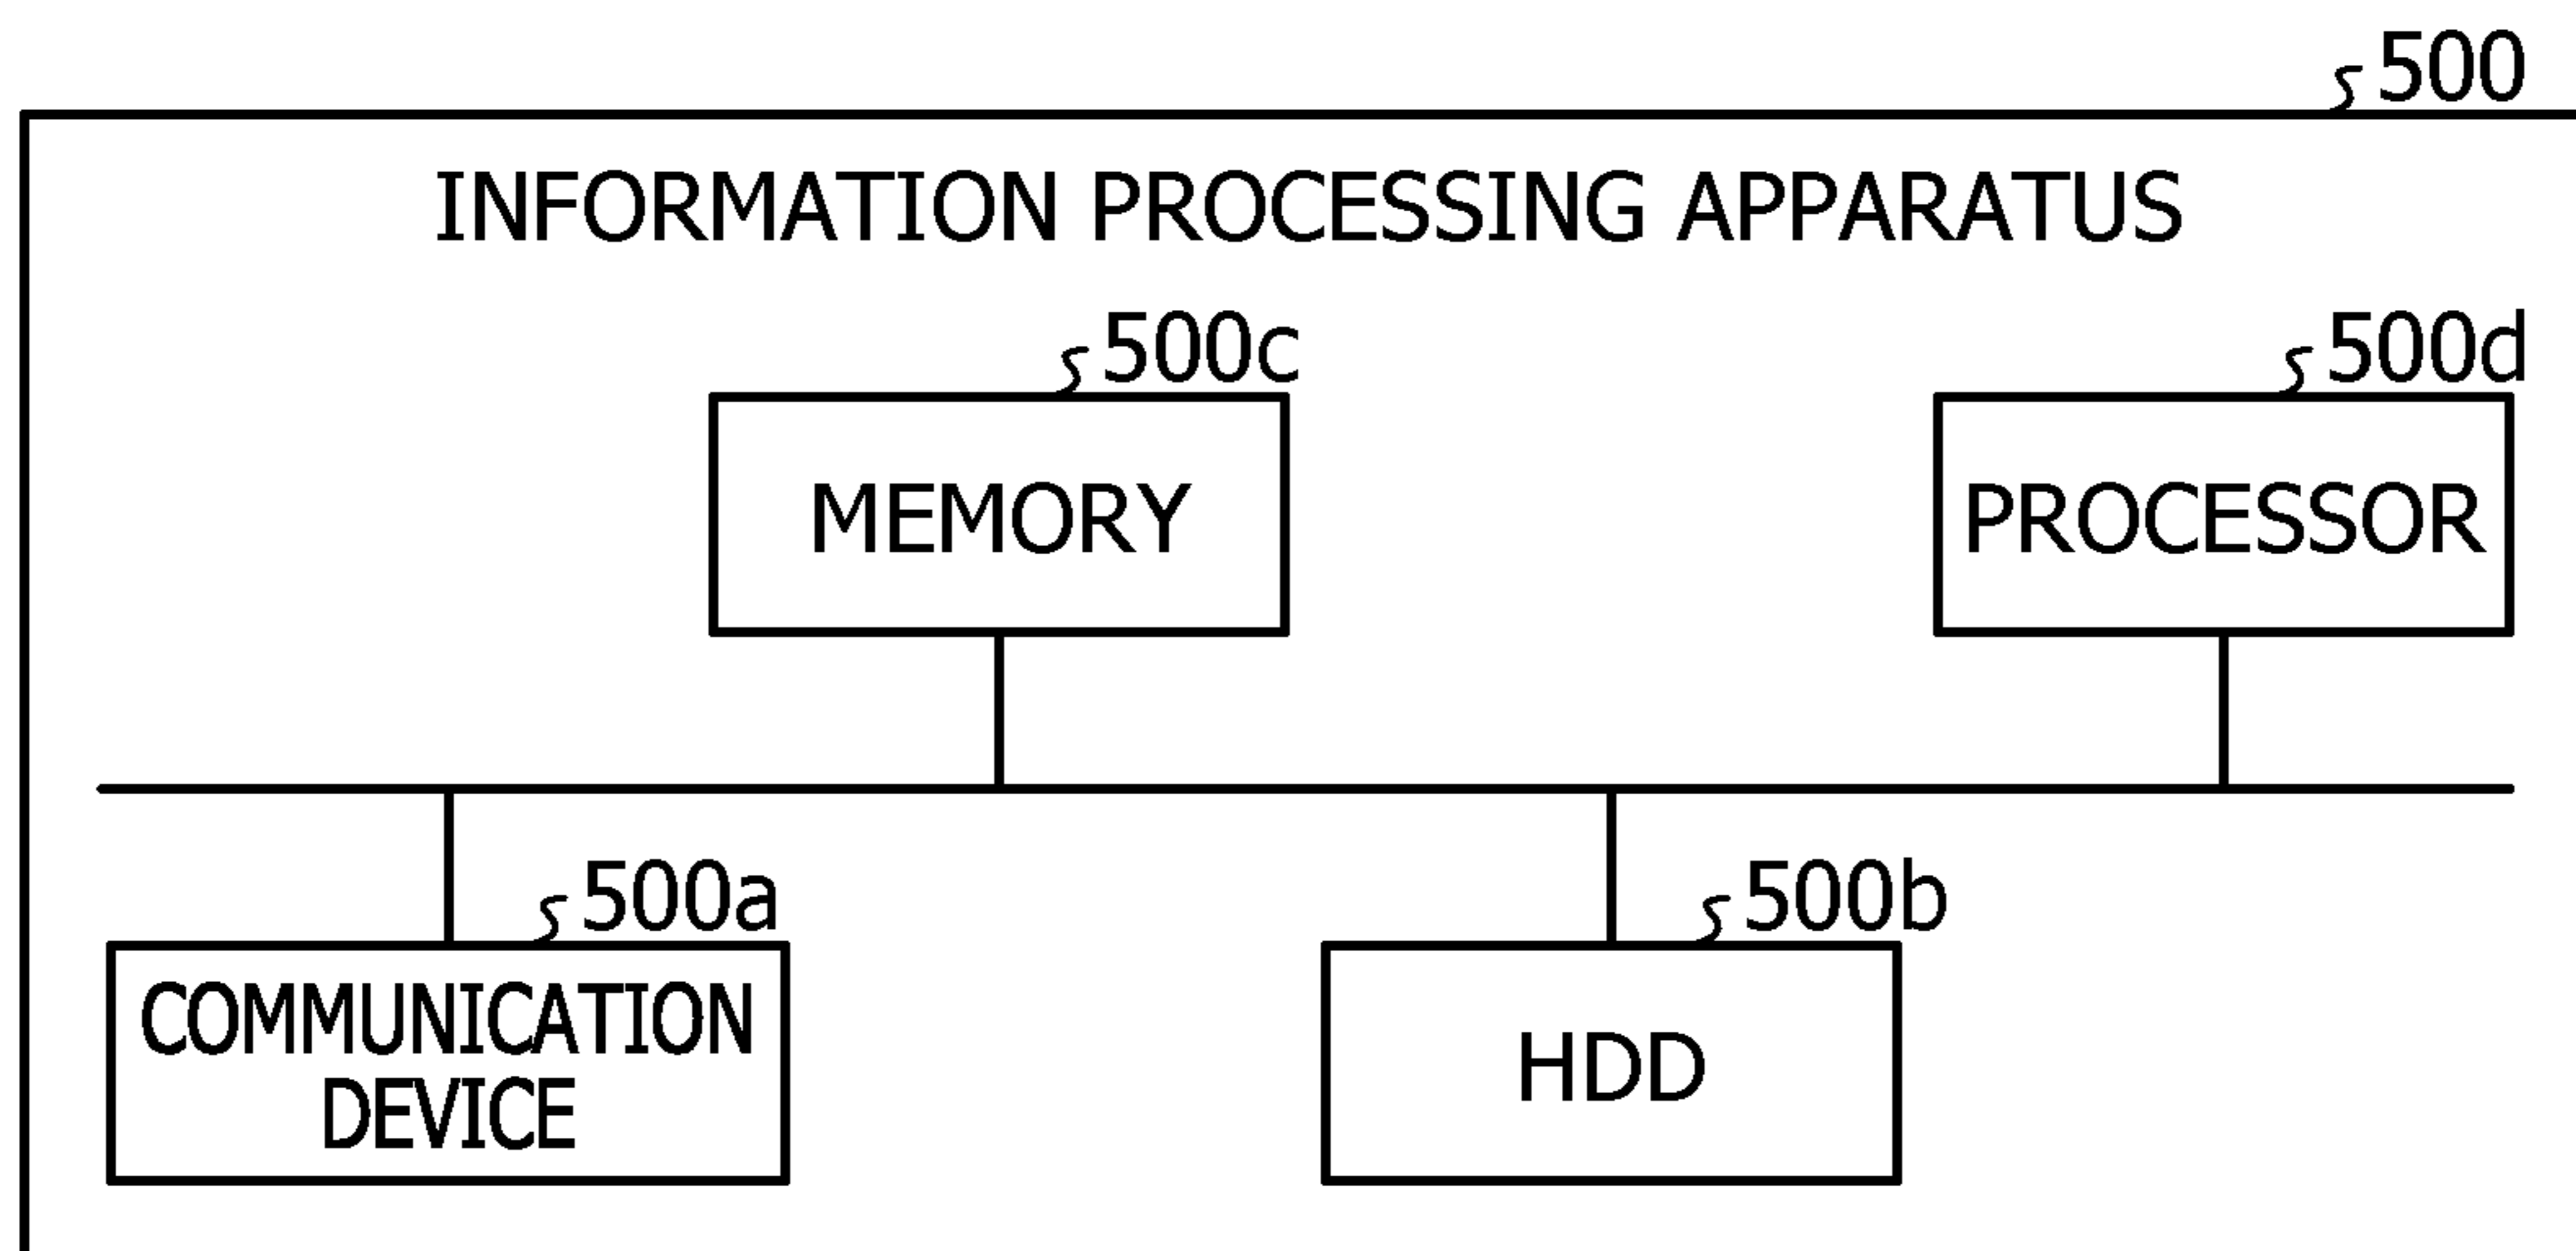 500
INFORMATION PROCESSING APPARATUS
500c
500d
MEMORY
PROCESSOR
500a
500b
COMMUNICATION
DEVICE
HDD